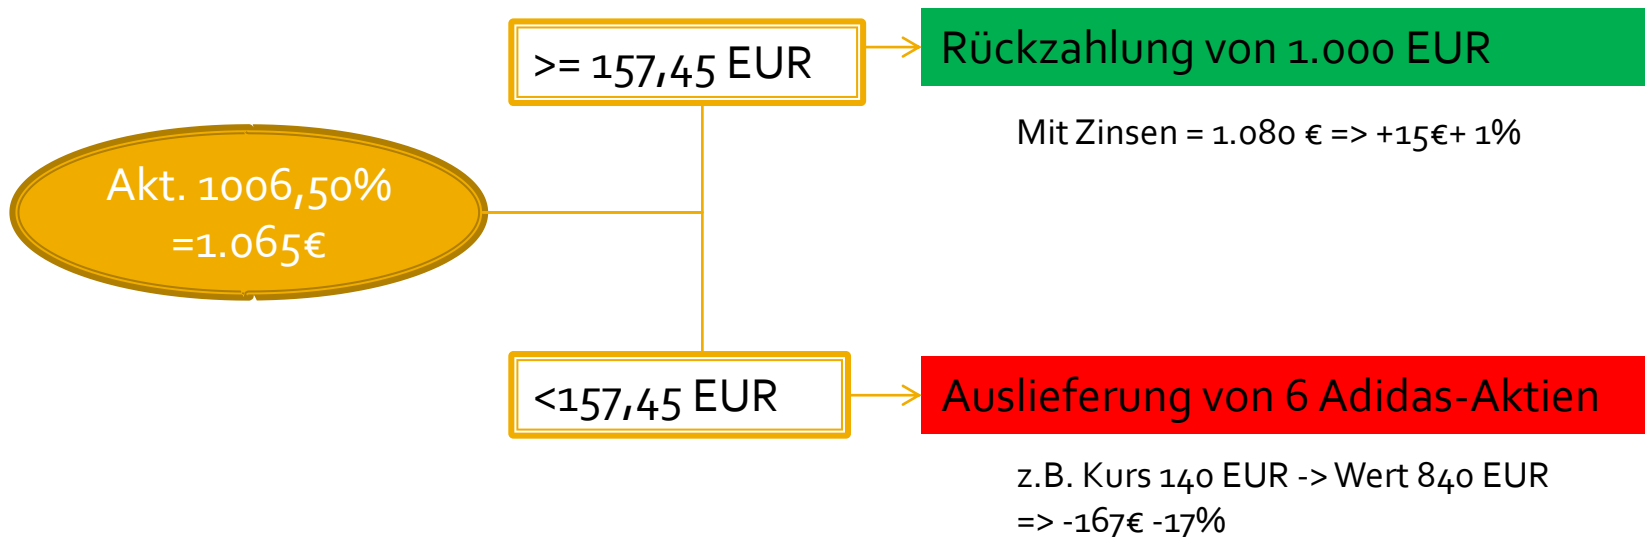 >= 157,45 EUR
Rückzahlung von 1.000 EUR
Mit Zinsen = 1.080 € => +15€+ 1%
Akt. 1006,50%
=1.065€
<157,45 EUR
Auslieferung von 6 Adidas-Aktien
z.B. Kurs 140 EUR -> Wert 840 EUR
=> -167€ -17%